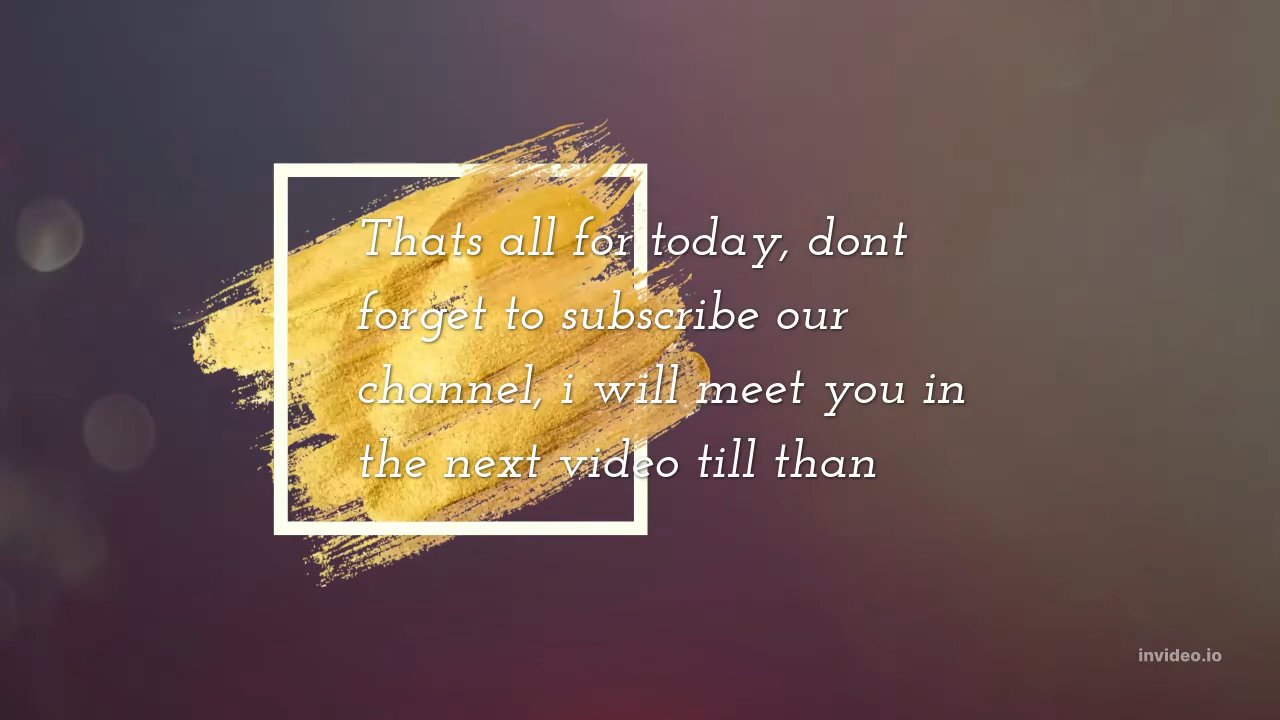 Thats all for today, dont
forget to subscribe our
channel, i will meet you in
the next video till than
invideo.io